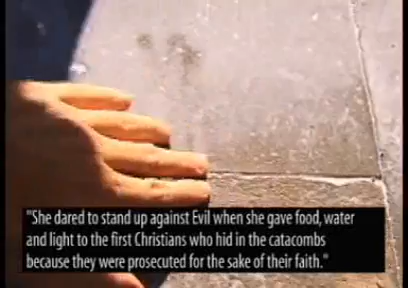 "She dared to stand up against Evil when she gave food, water
and light to the first Christians who hid in the catacombs
because they were prosecuted for the sake of their faith."